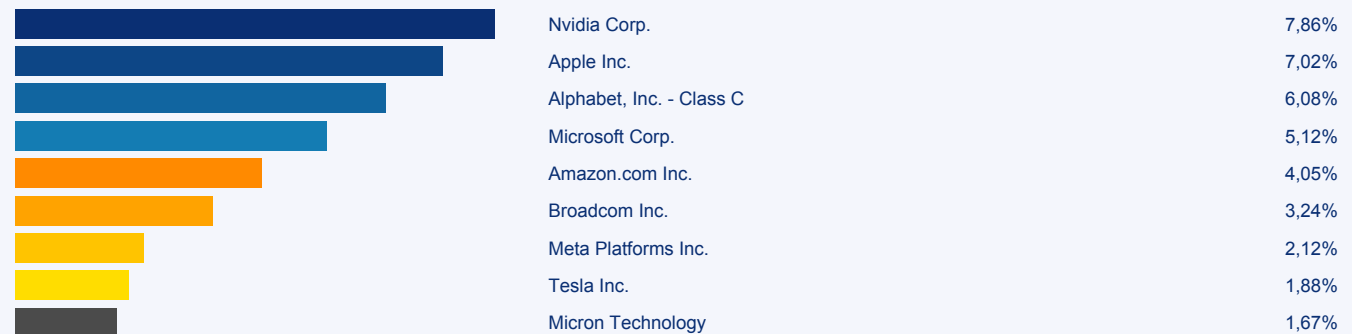 Nvidia Corp. 7,86%
Apple Inc. 7,02%
Alphabet, Inc. - Class C 6,08%
Microsoft Corp. 5,12%
Amazon.com Inc. 4,05%
Broadcom Inc. 3,24%
Meta Platforms Inc. 2,12%
Tesla Inc. 1,88%
Micron Technology 1,67%